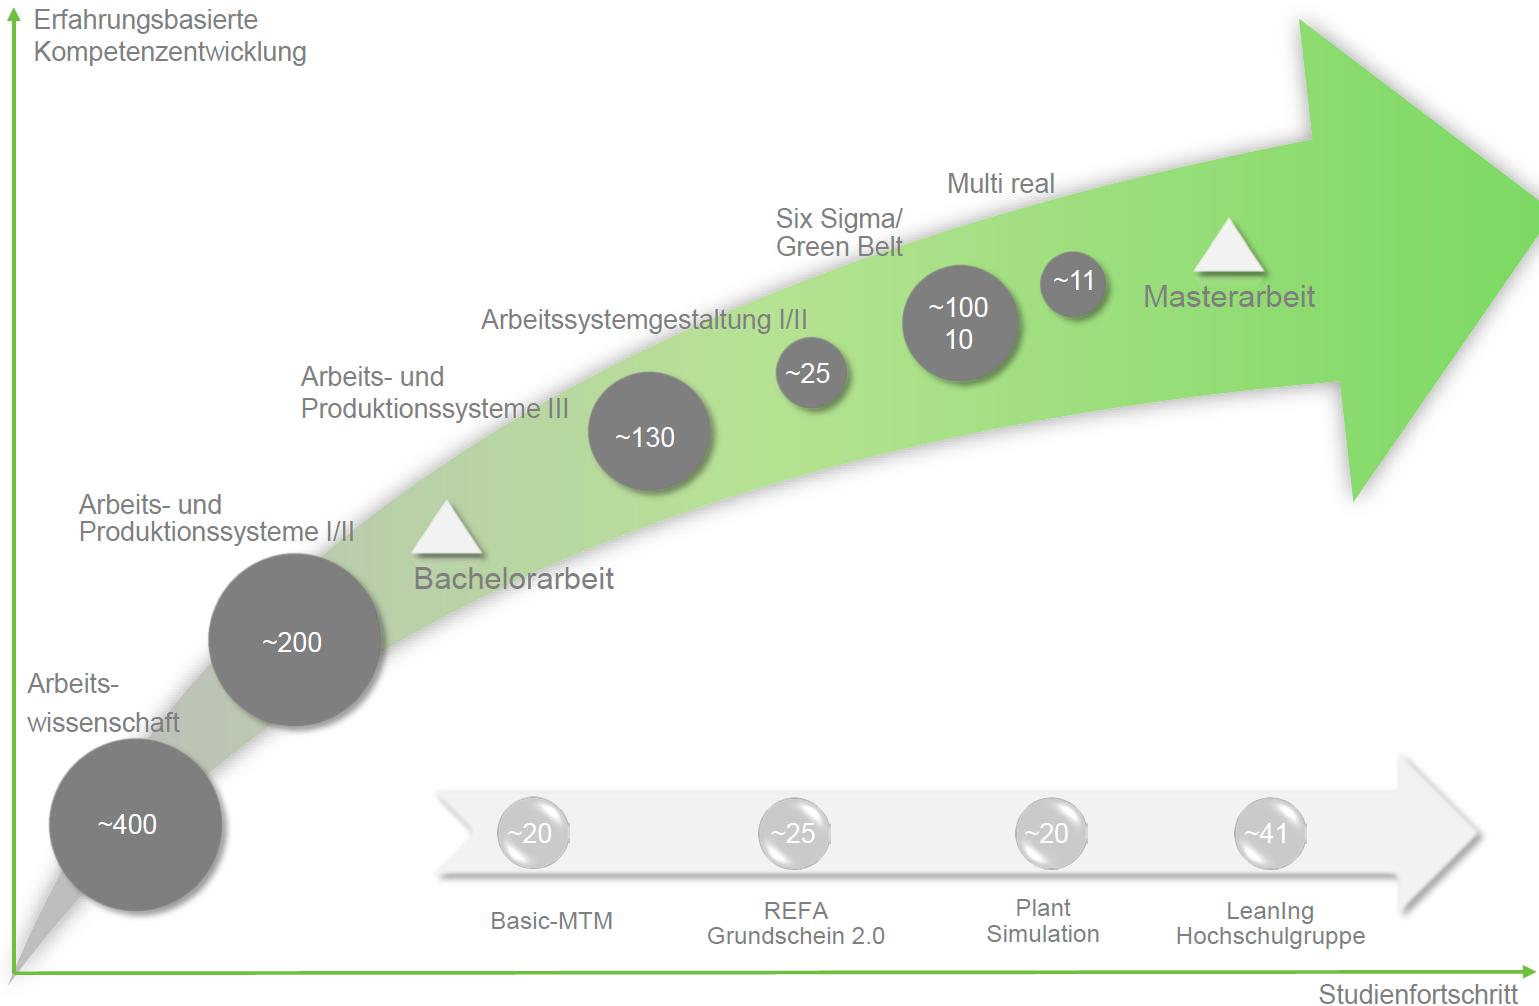 Erfahrungsbasierte
Kompetenzentwicklung
Multi real
Six Sigma/
Green Belt
~11
~100
10
Masterarbeit
Arbeitssystemgestaltung I/II
~25
Arbeits- und
Produktionssysteme III
~130
Arbeits- und
Produktionssysteme I/II
Bachelorarbeit
~200
Arbeits-
wissenschaft
~400
~20
~25
~20
~41
Basic-MTM
REFA
Grundschein 2.0
Plant
Simulation
LeanIng
Hochschulgruppe
Studienfortschritt